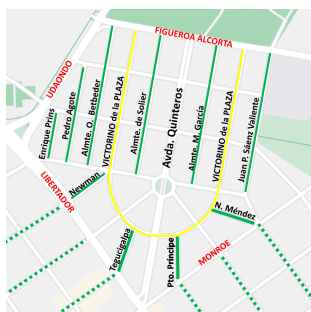 FIGUEROA ALCORTA
UDAONDO
Enrique Prins
Pedro Agote
Almte. O. Betbeder
VICTORINO de la PLAZA
Almte. de Solier
Avda. Quinteros
Almte. M. García
VICTORINO de la PLAZA
Juan P. Sáenz Valiente
Newman
LIBERTADOR
N. Méndez
Tegucigalpa
Pto. Príncipe
MONROE